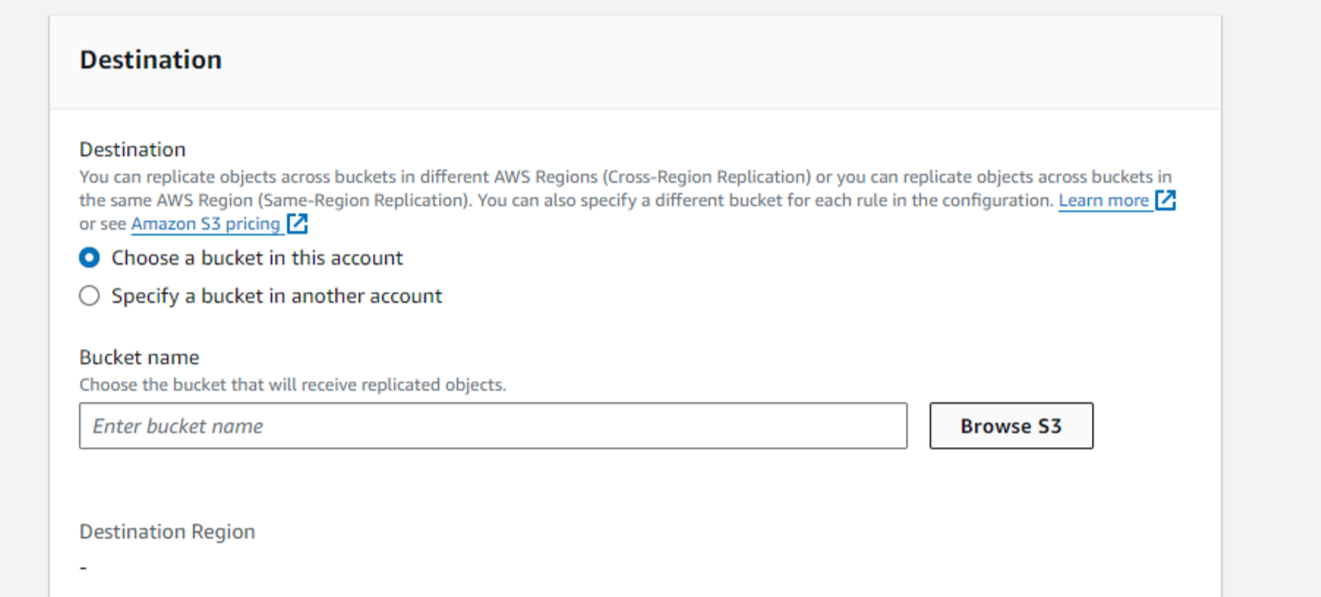 Destination
Destination
You can replicate objects across buckets in different AWS Regions (Cross-Region Replication) or you can replicate objects across buckets in
the same AWS Region (Same-Region Replication). You can also specify a different bucket for each rule in the configuration. Learn more
or see Amazon S3 pricing
Choose a bucket in this account
Specify a bucket in another account
Bucket name
Choose the bucket that will receive replicated objects.
Enter bucket name
Browse S3
Destination Region
-